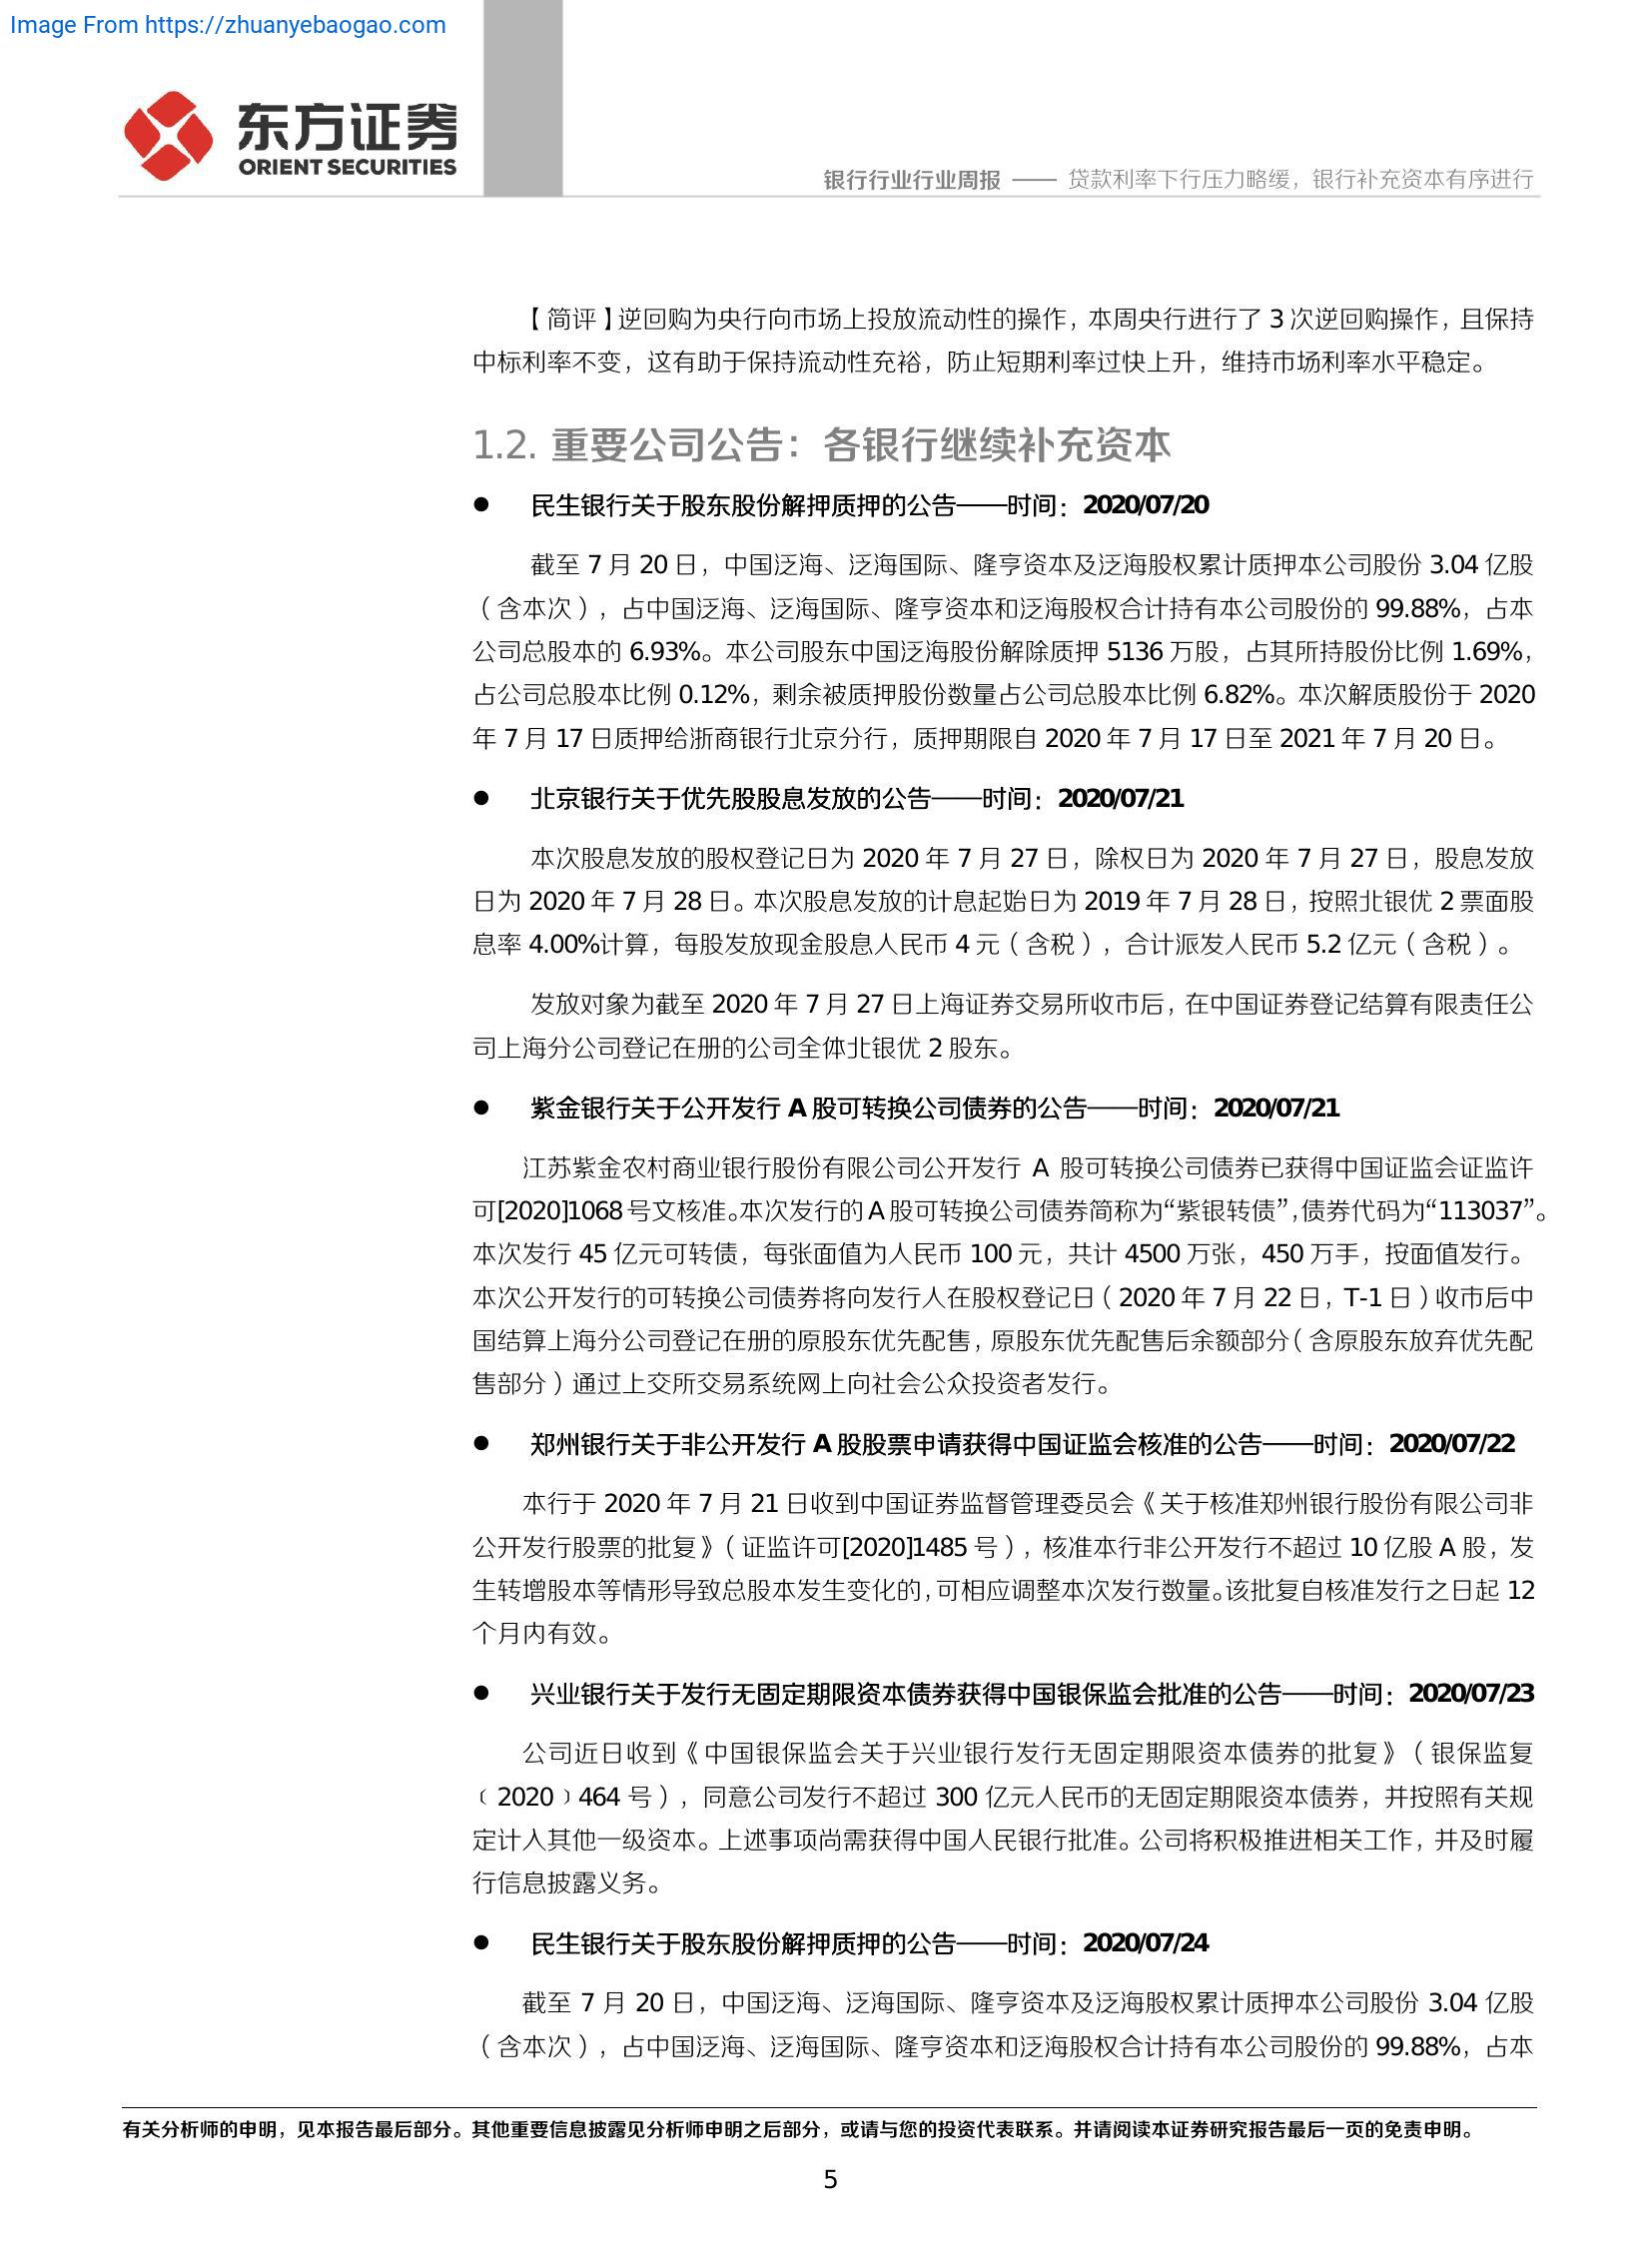 Image From https://zhuanyebaogao.com
东方证券
ORIENT SECURITIES
银行行业行业周报 —— 贷款利率下行压力略缓，银行补充资本有序进行
【简评】逆回购为央行向市场上投放流动性的操作，本周央行进行了 3 次逆回购操作，且保持
中标利率不变，这有助于保持流动性充裕，防止短期利率过快上升，维持市场利率水平稳定。
1.2. 重要公司公告：各银行继续补充资本
● 民生银行关于股东股份解押质押的公告——时间：2020/07/20
截至 7 月 20 日，中国泛海、泛海国际、隆亨资本及泛海股权累计质押本公司股份 3.04 亿股
（含本次），占中国泛海、泛海国际、隆亨资本和泛海股权合计持有本公司股份的 99.88%，占本
公司总股本的 6.93%。本公司股东中国泛海股份解除质押 5136 万股，占其所持股份比例 1.69%，
占公司总股本比例 0.12%，剩余被质押股份数量占公司总股本比例 6.82%。本次解质股份于 2020
年 7 月 17 日质押给浙商银行北京分行，质押期限自 2020 年 7 月 17 日至 2021 年 7 月 20 日。
● 北京银行关于优先股股息发放的公告——时间：2020/07/21
本次股息发放的股权登记日为 2020 年 7 月 27 日，除权日为 2020 年 7 月 27 日，股息发放
日为 2020 年 7 月 28 日。本次股息发放的计息起始日为 2019 年 7 月 28 日，按照北银优 2 票面股
息率 4.00%计算，每股发放现金股息人民币 4 元（含税），合计派发人民币 5.2 亿元（含税）。
发放对象为截至 2020 年 7 月 27 日上海证券交易所收市后，在中国证券登记结算有限责任公
司上海分公司登记在册的公司全体北银优 2 股东。
● 紫金银行关于公开发行 A 股可转换公司债券的公告——时间：2020/07/21
江苏紫金农村商业银行股份有限公司公开发行 A 股可转换公司债券已获得中国证监会证监许
可[2020]1068 号文核准。本次发行的 A 股可转换公司债券简称为“紫银转债”，债券代码为“113037”。
本次发行 45 亿元可转债，每张面值为人民币 100 元，共计 4500 万张，450 万手，按面值发行。
本次公开发行的可转换公司债券将向发行人在股权登记日（2020 年 7 月 22 日，T-1 日）收市后中
国结算上海分公司登记在册的原股东优先配售，原股东优先配售后余额部分（含原股东放弃优先配
售部分）通过上交所交易系统网上向社会公众投资者发行。
● 郑州银行关于非公开发行 A 股股票申请获得中国证监会核准的公告——时间：2020/07/22
本行于 2020 年 7 月 21 日收到中国证券监督管理委员会《关于核准郑州银行股份有限公司非
公开发行股票的批复》（证监许可[2020]1485 号），核准本行非公开发行不超过 10 亿股 A 股，发
生转增股本等情形导致总股本发生变化的，可相应调整本次发行数量。该批复自核准发行之日起 12
个月内有效。
● 兴业银行关于发行无固定期限资本债券获得中国银保监会批准的公告——时间：2020/07/23
公司近日收到《中国银保监会关于兴业银行发行无固定期限资本债券的批复》（银保监复
﹝2020﹞464 号），同意公司发行不超过 300 亿元人民币的无固定期限资本债券，并按照有关规
定计入其他一级资本。上述事项尚需获得中国人民银行批准。公司将积极推进相关工作，并及时履
行信息披露义务。
● 民生银行关于股东股份解押质押的公告——时间：2020/07/24
截至 7 月 20 日，中国泛海、泛海国际、隆亨资本及泛海股权累计质押本公司股份 3.04 亿股
（含本次），占中国泛海、泛海国际、隆亨资本和泛海股权合计持有本公司股份的 99.88%，占本
有关分析师的申明，见本报告最后部分。其他重要信息披露见分析师申明之后部分，或请与您的投资代表联系。并请阅读本证券研究报告最后一页的免责申明。
5